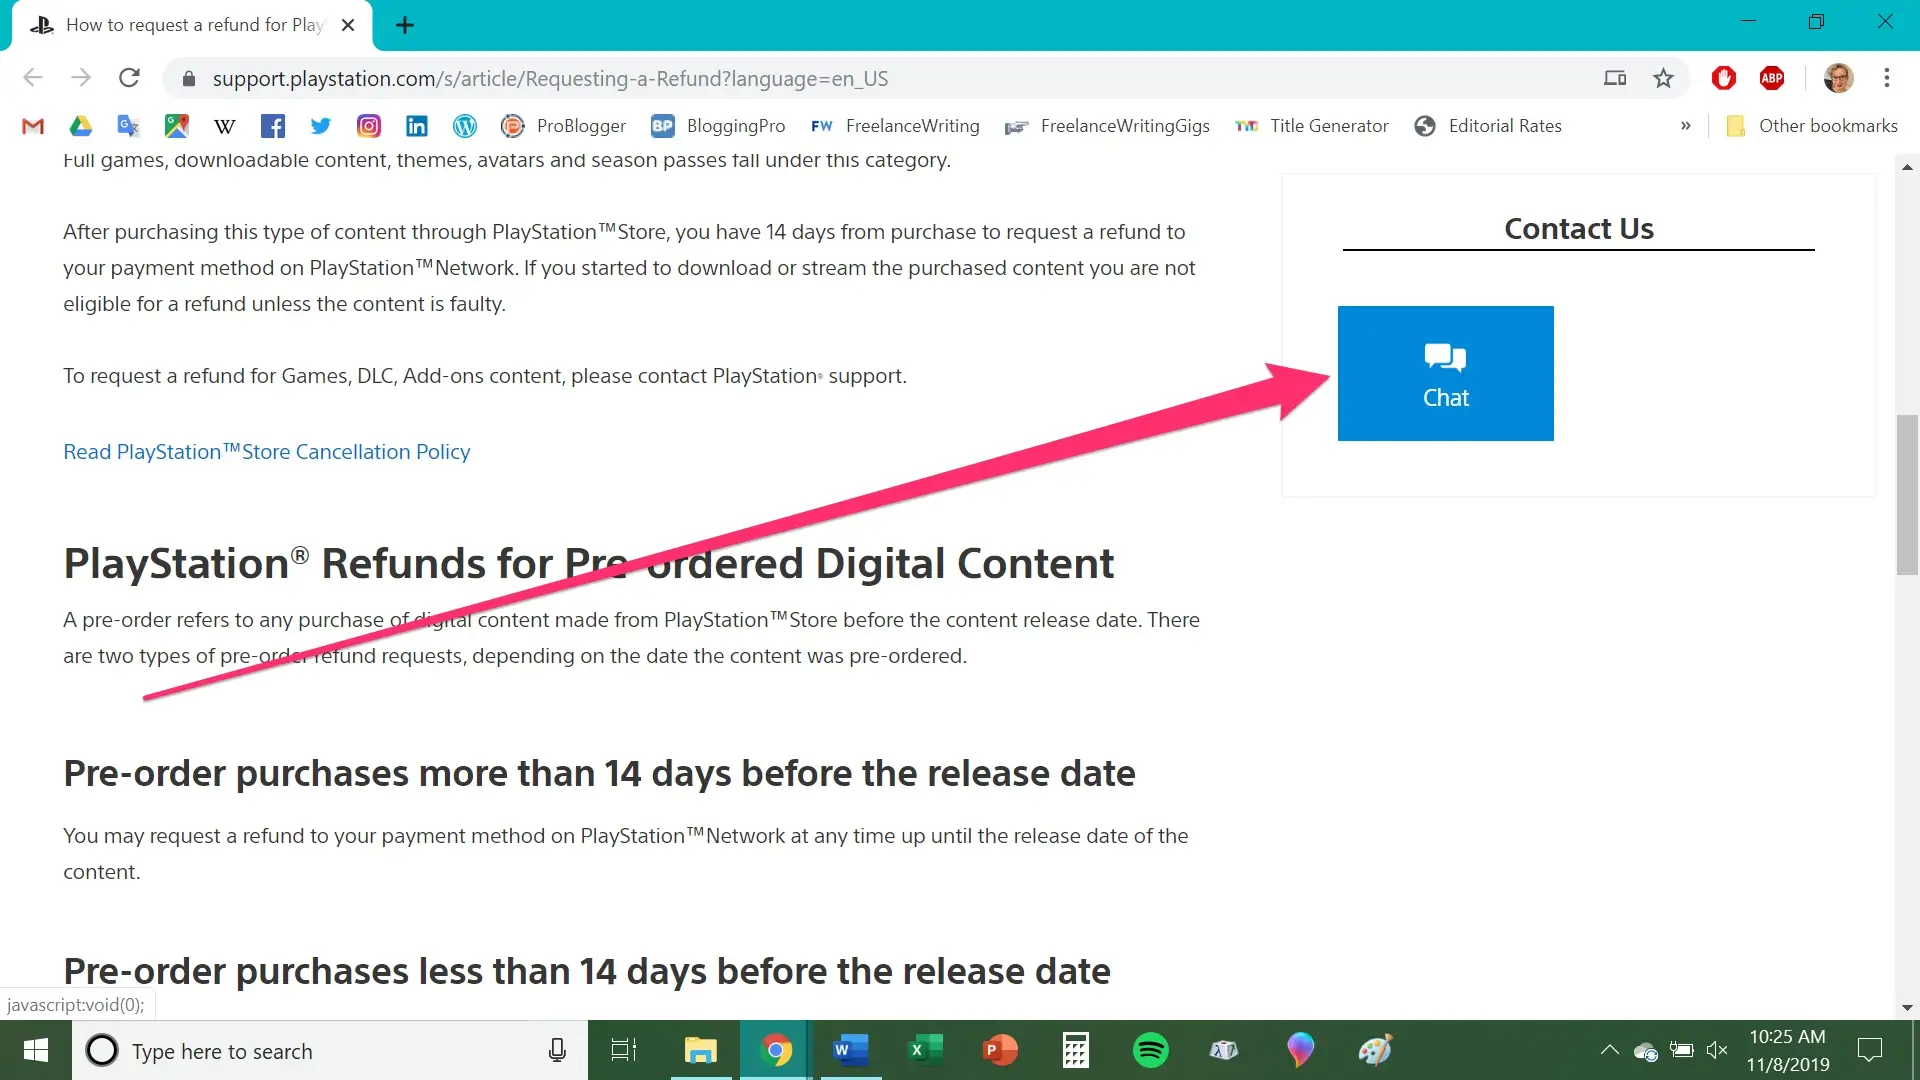 How to request a refund for Play
support.playstation.com/s/article/Requesting-a-Refund?language=en_US
ABP
W
ProBlogger
BP BloggingPro
FW FreelanceWriting
FreelanceWritingGigs
Title Generator
Editorial Rates
»
Other bookmarks
Full games, downloadable content, themes, avatars and season passes fall under this category.
After purchasing this type of content through PlayStation™Store, you have 14 days from purchase to request a refund to
your payment method on PlayStation™Network. If you started to download or stream the purchased content you are not
eligible for a refund unless the content is faulty.
To request a refund for Games, DLC, Add-ons content, please contact PlayStation® support.
Read PlayStation™Store Cancellation Policy
Contact Us
Chat
PlayStation® Refunds for Pre-ordered Digital Content
A pre-order refers to any purchase of digital content made from PlayStation™Store before the content release date. There
are two types of pre-order refund requests, depending on the date the content was pre-ordered.
Pre-order purchases more than 14 days before the release date
You may request a refund to your payment method on PlayStation™Network at any time up until the release date of the
content.
Pre-order purchases less than 14 days before the release date
javascript:void(0);
Type here to search
10:25 AM
11/8/2019